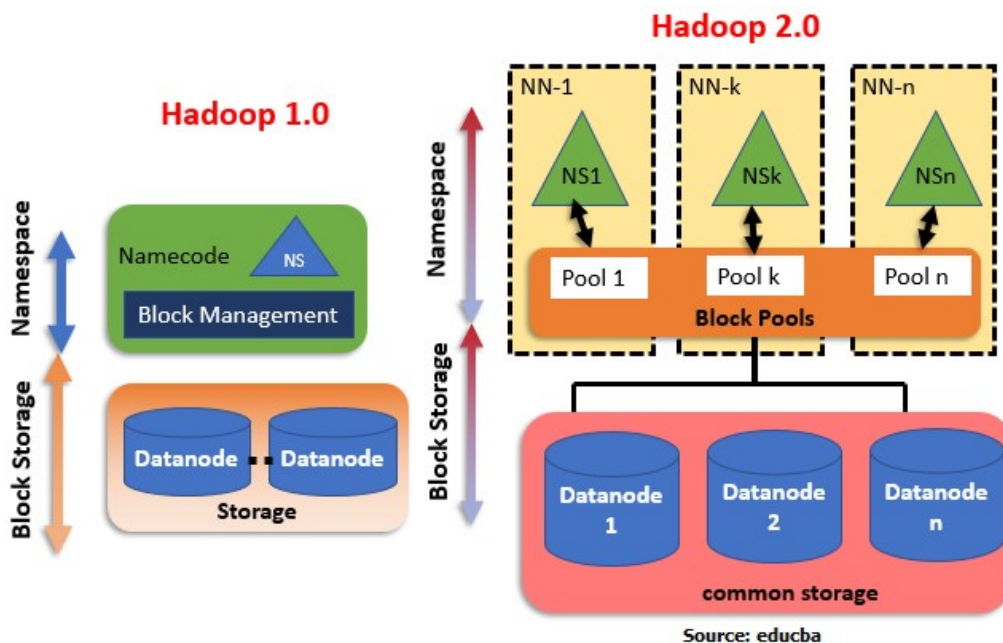 Hadoop 1.0
Namespace
Block Storage
Namecode
NS
Block Management
Datanode
Datanode
Storage
Hadoop 2.0
Namespace
Block Storage
NN-1
NN-k
NN-n
NS1
NSk
NSn
Pool 1
Pool k
Pool n
Block Pools
Datanode
1
Datanode
2
Datanode
n
common storage
Source: educba